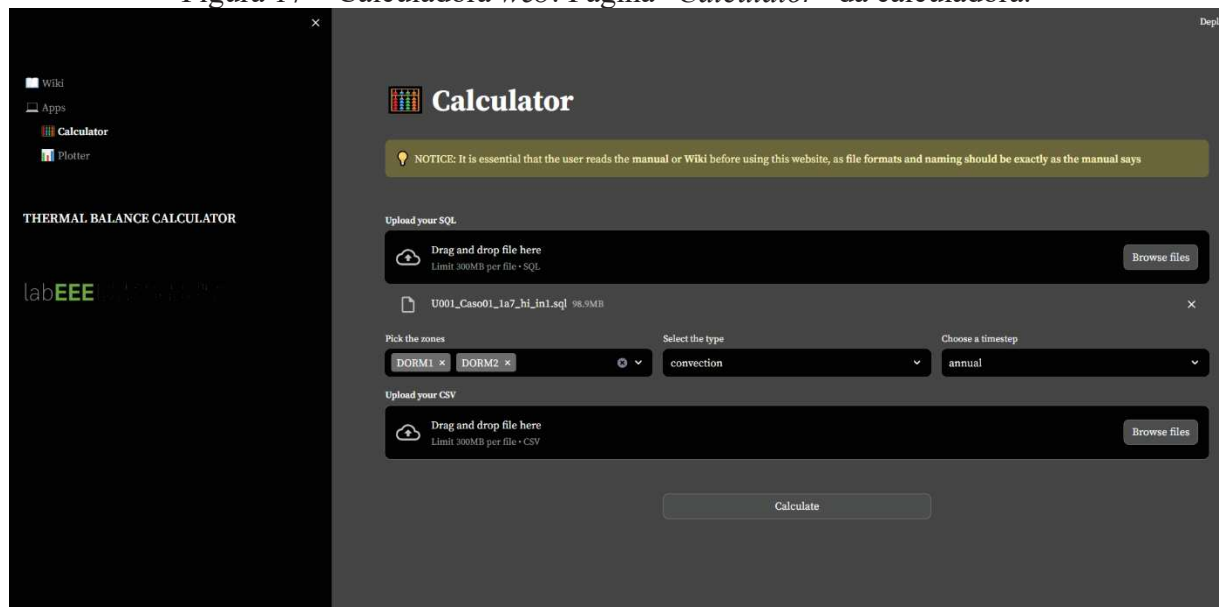 Figura 17 - Calculadora web: Página "Calculator" da calculadora.
×
Depl
Wiki
Apps
Calculator
Plotter
THERMAL BALANCE CALCULATOR
labEEE
Calculator
NOTICE: It is essential that the user reads the manual or Wiki before using this website, as file formats and naming should be exactly as the manual says
Upload your SQL
Drag and drop file here
Limit 300MB per file • SQL
Browse files
U001_Caso01_1a7_hi_in1.sql 98.9MB
×
Pick the zones
Select the type
Choose a timestep
DORM1 × DORM2 ×
convection
annual
Upload your CSV
Drag and drop file here
Limit 300MB per file • CSV
Browse files
Calculate